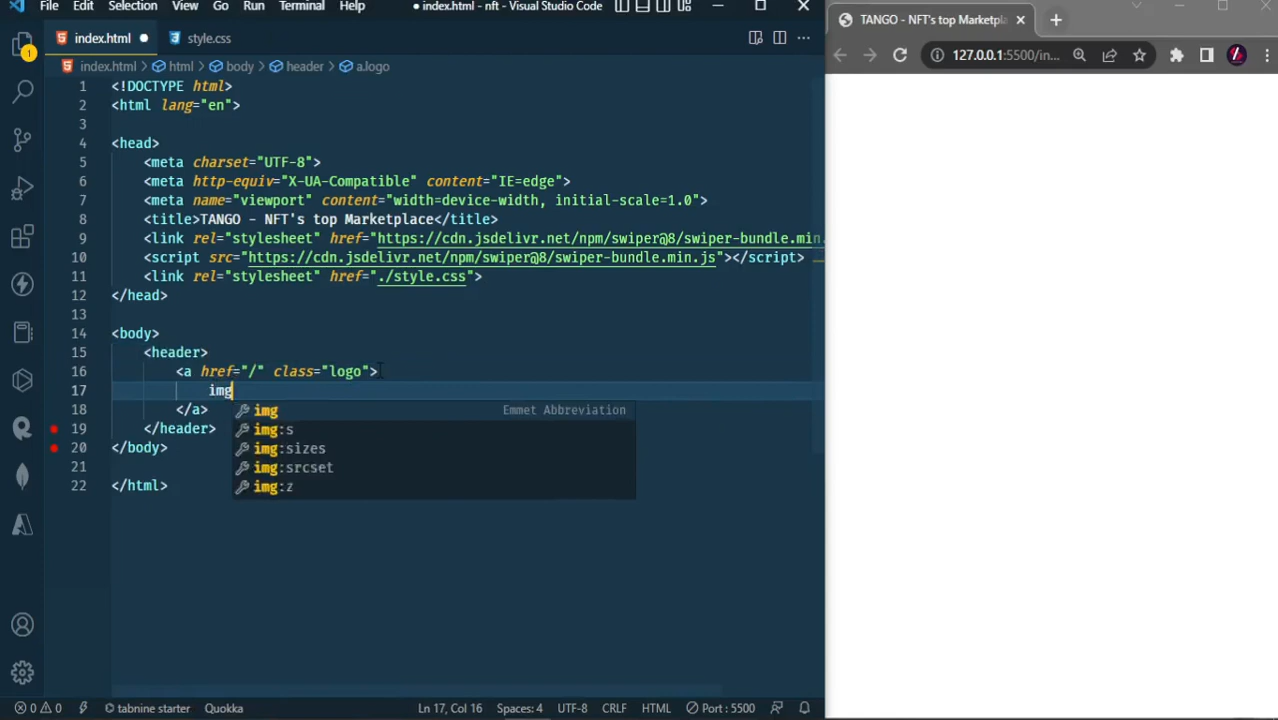 File Edit Selection View Go Run Terminal Help ● index.html - nft - Visual Studio Code
index.html ● style.css
index.html > html > body > header > a.logo
1 <!DOCTYPE html>
2 <html lang="en">
3
4 <head>
5 <meta charset="UTF-8">
6 <meta http-equiv="X-UA-Compatible" content="IE=edge">
7 <meta name="viewport" content="width=device-width, initial-scale=1.0">
8 <title>TANGO - NFT's top Marketplace</title>
9 <link rel="stylesheet" href="https://cdn.jsdelivr.net/npm/swiper@8/swiper-bundle.min.
10 <script src="https://cdn.jsdelivr.net/npm/swiper@8/swiper-bundle.min.js"></script>
11 <link rel="stylesheet" href="./style.css">
12 </head>
13
14 <body>
15 <header>
16 <a href="/" class="logo">
17 img
18 </a>
19 </header>
20 </body>
21
22 </html>
img Emmet Abbreviation
img:s
img:sizes
img:srcset
img:z
0 0 tabnine starter Quokka Ln 17, Col 16 Spaces: 4 UTF-8 CRLF HTML Port : 5500
TANGO - NFT's top Marketpla
127.0.0.1:5500/in...